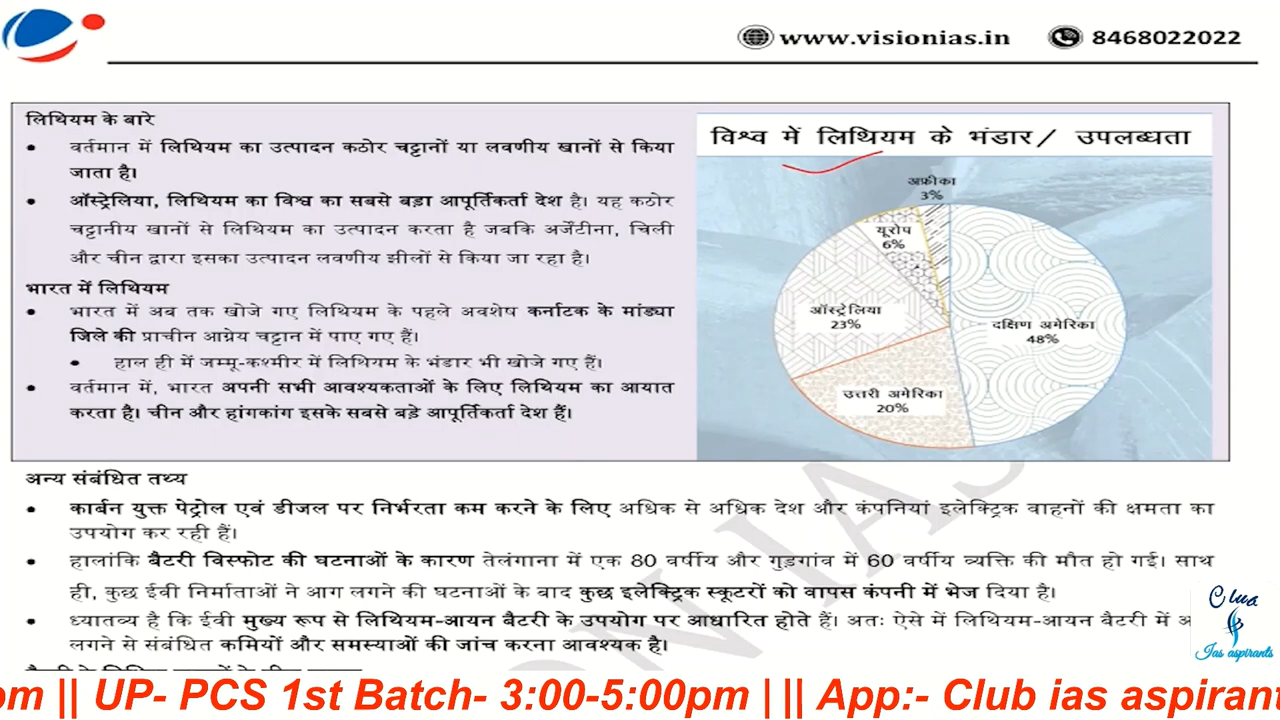 www.visionias.in 8468022022
लिथियम के बारे
वर्तमान में लिथियम का उत्पादन कठोर चट्टानों या लवणीय खानों से किया
जाता है।
ऑस्ट्रेलिया, लिथियम का विश्व का सबसे बड़ा आपूर्तिकर्ता देश है। यह कठोर
चट्टानीय खानों से लिथियम का उत्पादन करता है जबकि अर्जेंटीना, चिली
और चीन द्वारा इसका उत्पादन लवणीय झीलों से किया जा रहा है।
भारत में लिथियम
भारत में अब तक खोजे गए लिथियम के पहले अवशेष कर्नाटक के मांड्या
जिले की प्राचीन आग्नेय चट्टान में पाए गए हैं।
हाल ही में जम्मू-कश्मीर में लिथियम के भंडार भी खोजे गए हैं।
वर्तमान में, भारत अपनी सभी आवश्यकताओं के लिए लिथियम का आयात
करता है। चीन और हांगकांग इसके सबसे बड़े आपूर्तिकर्ता देश हैं।
विश्व में लिथियम के भंडार/ उपलब्धता
अफ्रीका
3%
यूरोप
6%
ऑस्ट्रेलिया
23%
दक्षिण अमेरिका
48%
उत्तरी अमेरिका
20%
अन्य संबंधित तथ्य
कार्बन युक्त पेट्रोल एवं डीजल पर निर्भरता कम करने के लिए अधिक से अधिक देश और कंपनियां इलेक्ट्रिक वाहनों की क्षमता का
उपयोग कर रही हैं।
हालांकि बैटरी विस्फोट की घटनाओं के कारण तेलंगाना में एक 80 वर्षीय और गुड़गांव में 60 वर्षीय व्यक्ति की मौत हो गई। साथ
ही, कुछ ईवी निर्माताओं ने आग लगने की घटनाओं के बाद कुछ इलेक्ट्रिक स्कूटरों को वापस कंपनी में भेज दिया है।
ध्यातव्य है कि ईवी मुख्य रूप से लिथियम-आयन बैटरी के उपयोग पर आधारित होते हैं। अतः ऐसे में लिथियम-आयन बैटरी में
लगने से संबंधित कमियों और समस्याओं की जांच करना आवश्यक है।
Club
Ias aspirants
om || UP- PCS 1st Batch- 3:00-5:00pm | || App:- Club ias aspirant